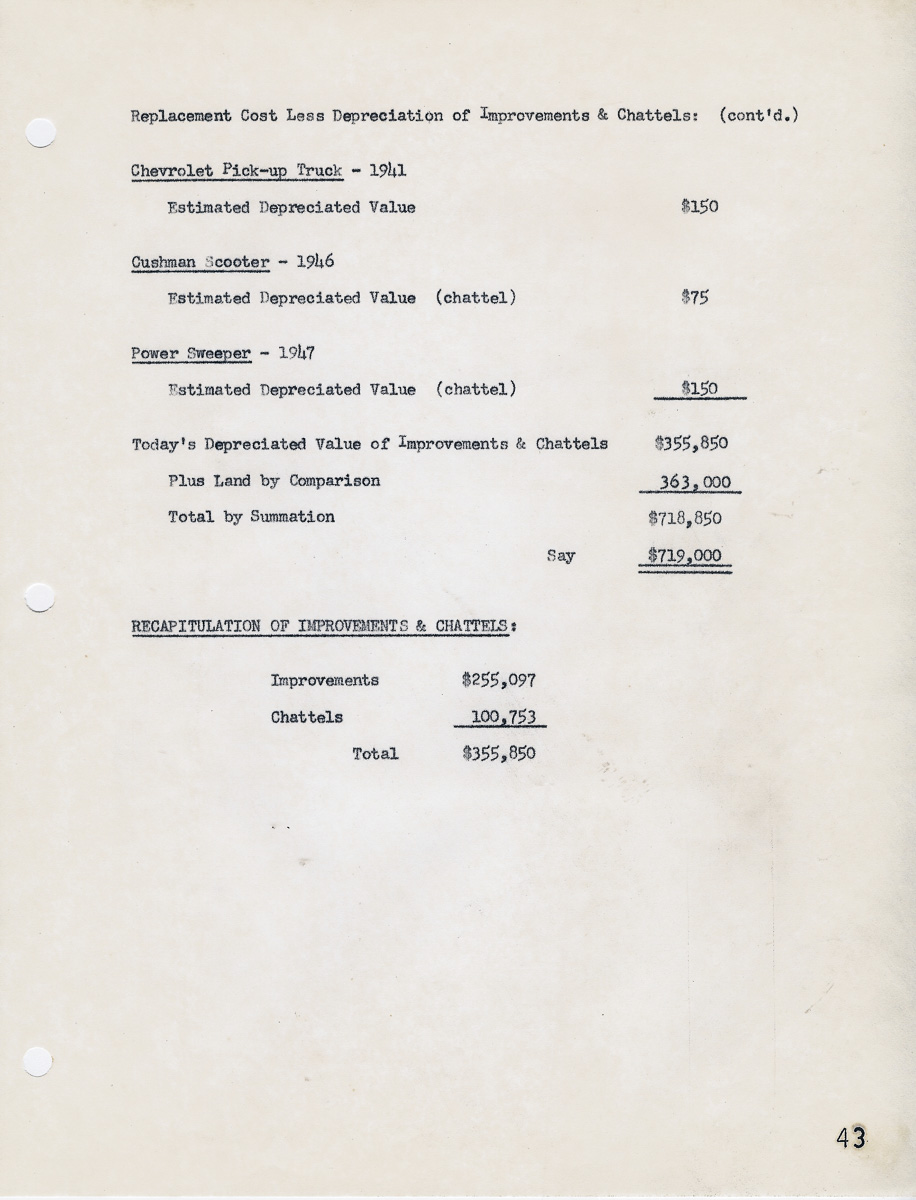 Replacement Cost Less Depreciation of Improvements & Chattels: (cont'd.)
Chevrolet Pick-up Truck - 1941
Estimated Depreciated Value $150
Cushman Scooter - 1946
Estimated Depreciated Value (chattel) $75
Power Sweeper - 1947
Estimated Depreciated Value (chattel) $150
Today's Depreciated Value of Improvements & Chattels $355,850
Plus Land by Comparison 363,000
Total by Summation $718,850
Say $719,000
RECAPITULATION OF IMPROVEMENTS & CHATTELS:
Improvements $255,097
Chattels 100,753
Total $355,850
43